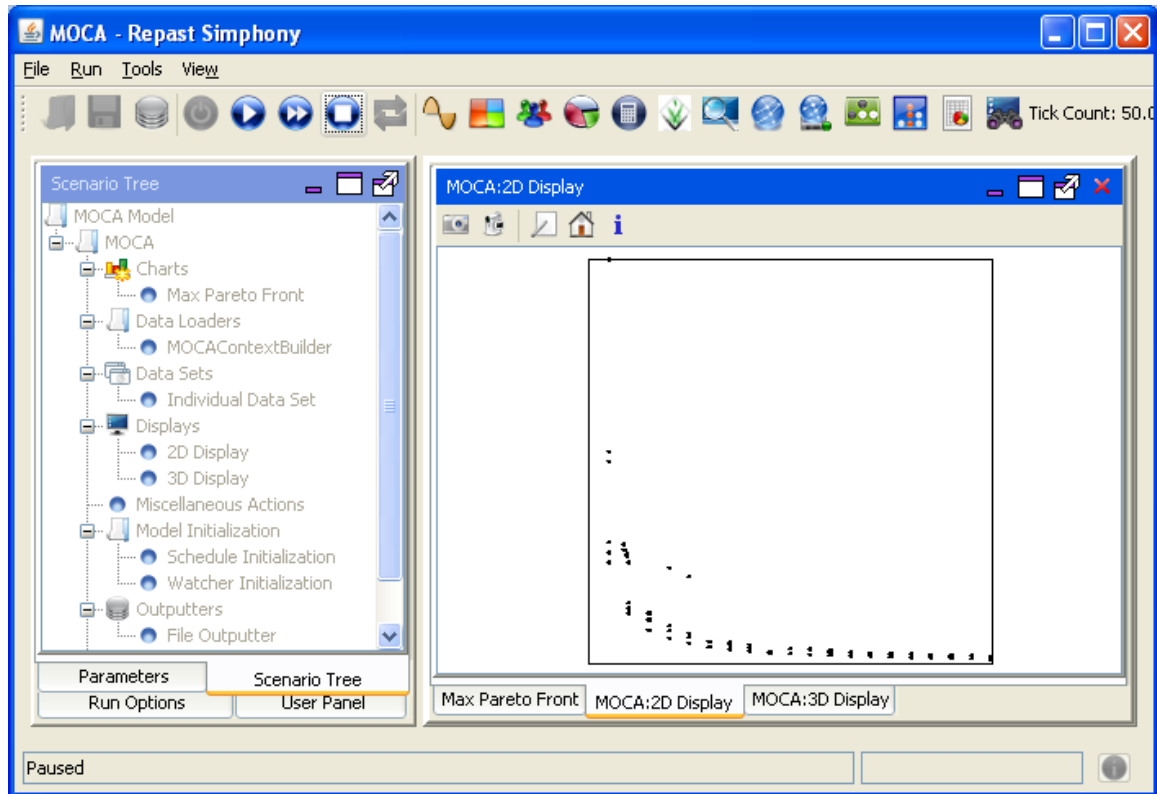 MOCA - Repast Simphony
File Run Tools View
Tick Count: 50.0
Scenario Tree
MOCA Model
MOCA
Charts
Max Pareto Front
Data Loaders
MOCAContextBuilder
Data Sets
Individual Data Set
Displays
2D Display
3D Display
Miscellaneous Actions
Model Initialization
Schedule Initialization
Watcher Initialization
Outputters
File Outputter
Parameters Scenario Tree
Run Options User Panel
MOCA:2D Display
i
Max Pareto Front MOCA:2D Display MOCA:3D Display
Paused